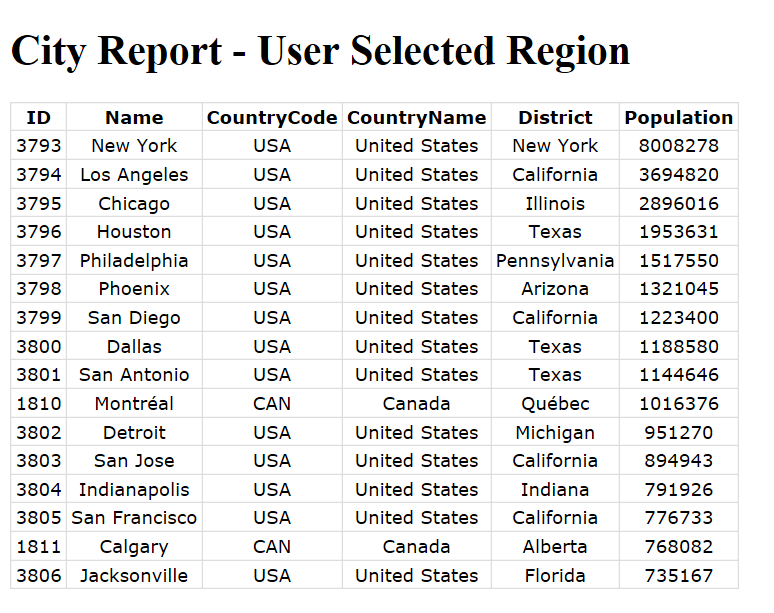 City Report - User Selected Region
ID Name CountryCode CountryName District Population
3793 New York USA United States New York 8008278
3794 Los Angeles USA United States California 3694820
3795 Chicago USA United States Illinois 2896016
3796 Houston USA United States Texas 1953631
3797 Philadelphia USA United States Pennsylvania 1517550
3798 Phoenix USA United States Arizona 1321045
3799 San Diego USA United States California 1223400
3800 Dallas USA United States Texas 1188580
3801 San Antonio USA United States Texas 1144646
1810 Montréal CAN Canada Québec 1016376
3802 Detroit USA United States Michigan 951270
3803 San Jose USA United States California 894943
3804 Indianapolis USA United States Indiana 791926
3805 San Francisco USA United States California 776733
1811 Calgary CAN Canada Alberta 768082
3806 Jacksonville USA United States Florida 735167